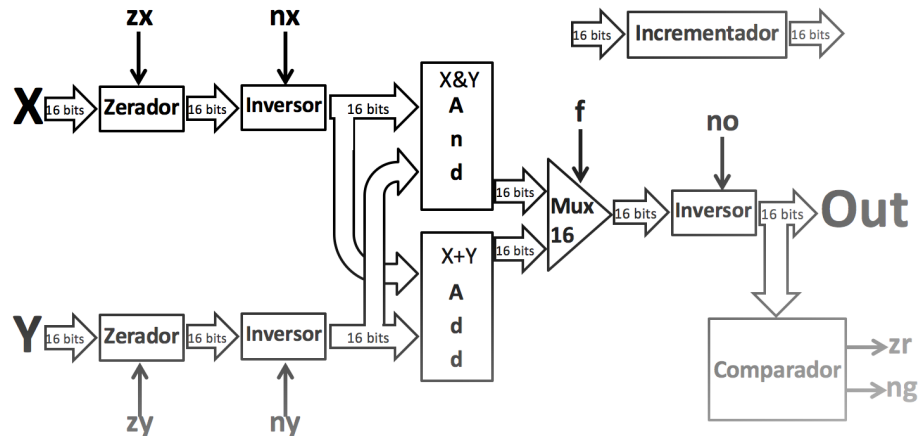 zx
nx
16 bits
Incrementador
16 bits
X
16 bits
Zerador
16 bits
Inversor
16 bits
X&Y
A
n
d
f
no
16 bits
Mux
16
16 bits
Inversor
16 bits
Out
16 bits
X+Y
A
d
d
Y
16 bits
Zerador
16 bits
Inversor
16 bits
zy
ny
Comparador
zr
ng